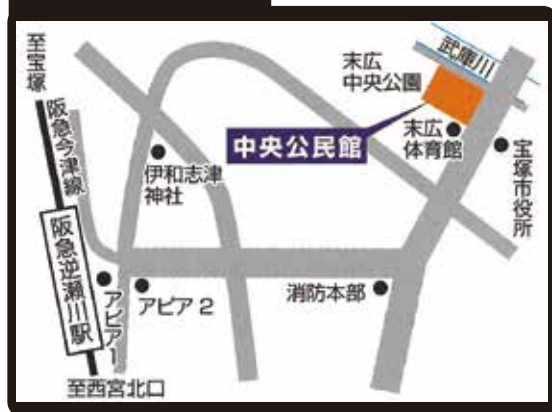 至宝塚
阪急今津線
阪急逆瀬川駅
至西宮北口
アピア1
アピア2
伊和志津
神社
中央公民館
末広
中央公園
武庫川
末広
体育館
宝塚市役所
消防本部